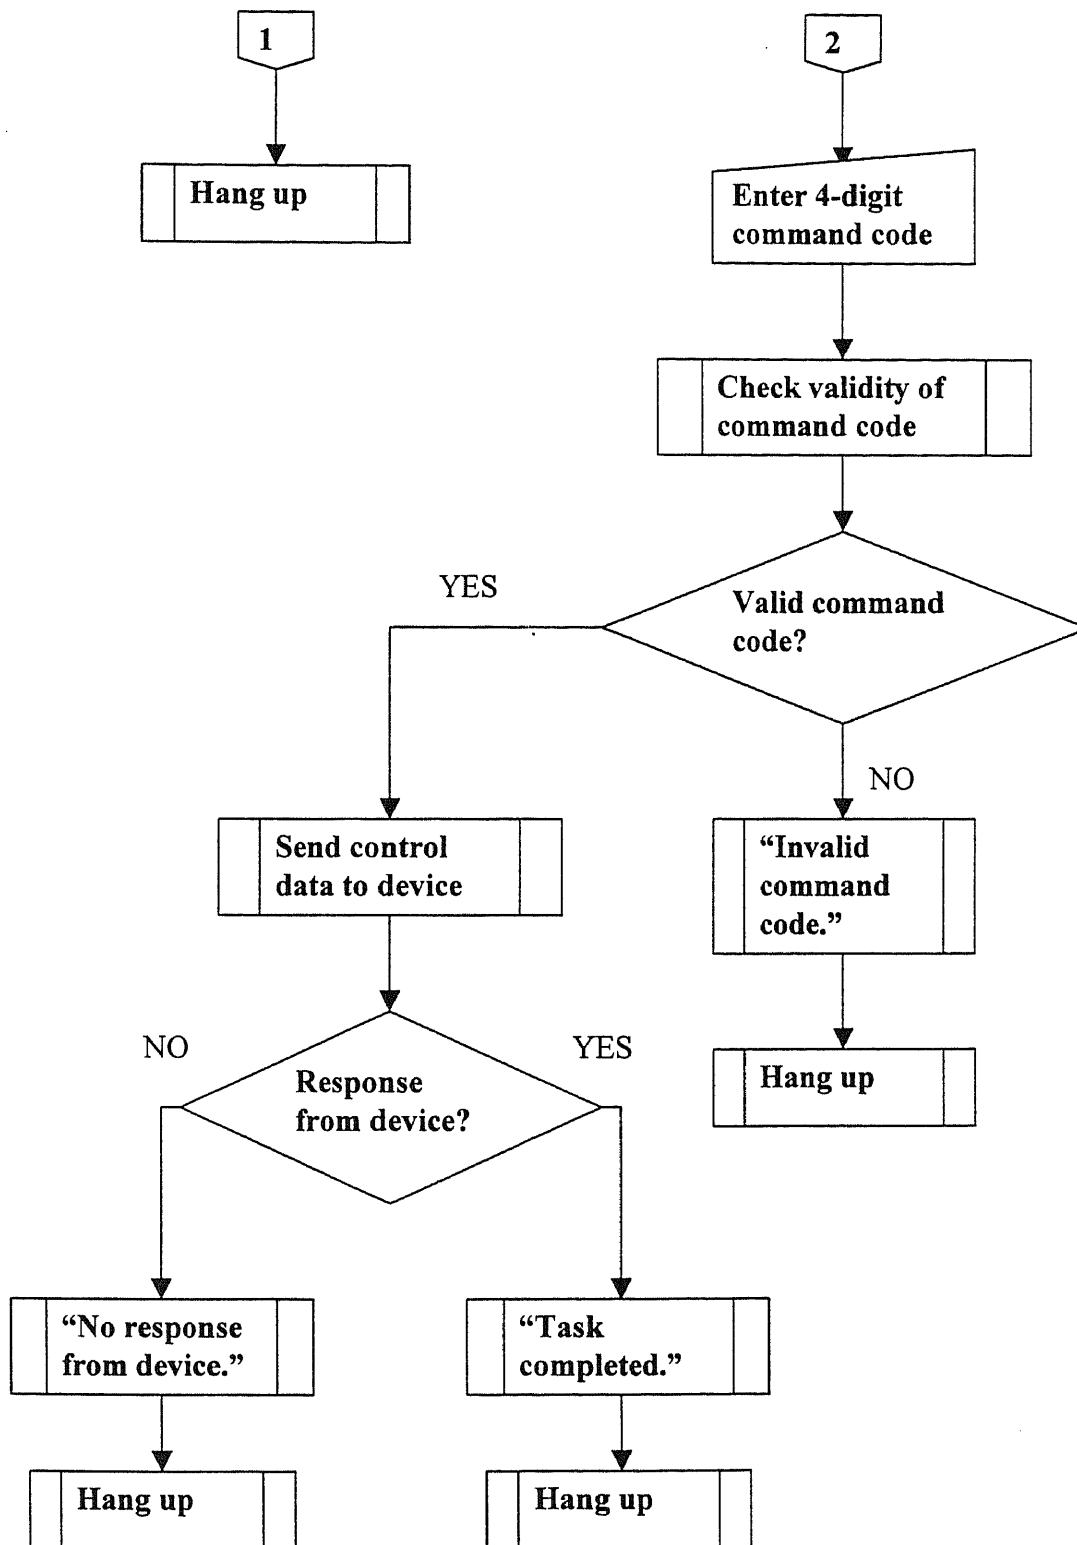 1
2
Hang up
Enter 4-digit
command code
Check validity of
command code
YES
Valid command
code?
NO
Send control
data to device
“Invalid
command
code.”
NO
YES
Response
from device?
Hang up
“No response
from device.”
“Task
completed.”
Hang up
Hang up